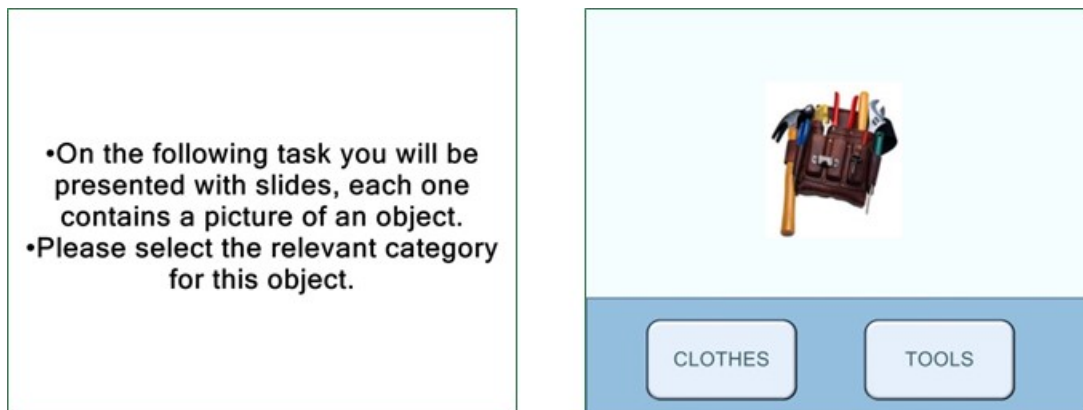 •On the following task you will be
presented with slides, each one
contains a picture of an object.
•Please select the relevant category
for this object.
CLOTHES
TOOLS